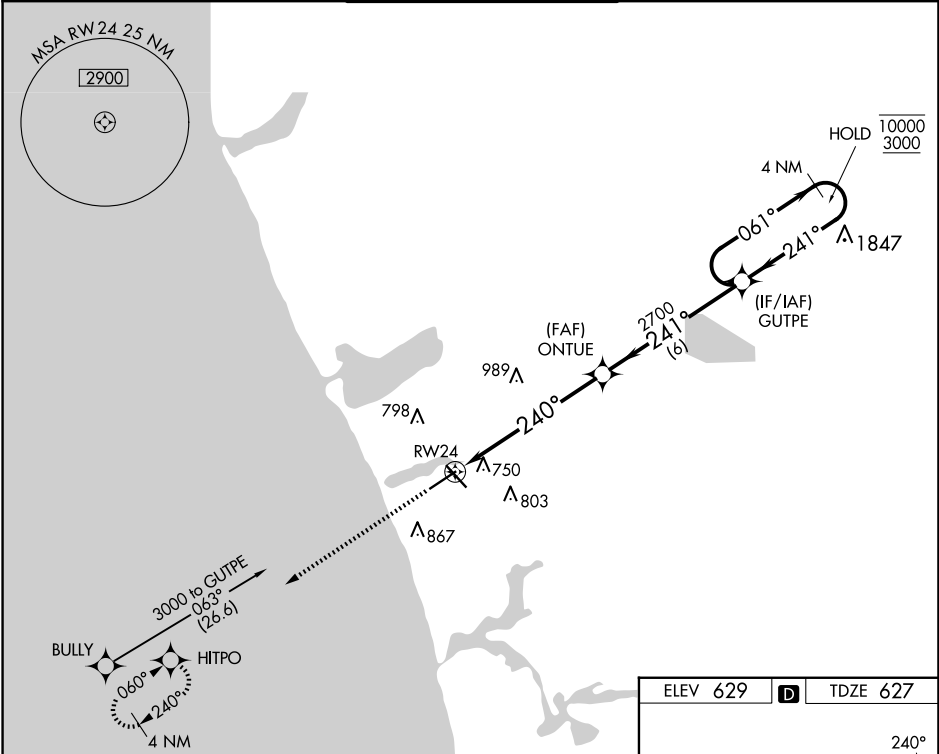 MSA RW24 25 NM
2900
HOLD
10000
3000
4 NM
061°
241°
1847
(IF/IAF)
GUTPE
(FAF)
ONTUE
2700
241°
(6)
989
240°
798
RW24
750
803
867
3000 to GUTPE
063°
(26.6)
BULLY
HITPO
060°
240°
4 NM
ELEV 629 D TDZE 627
240°